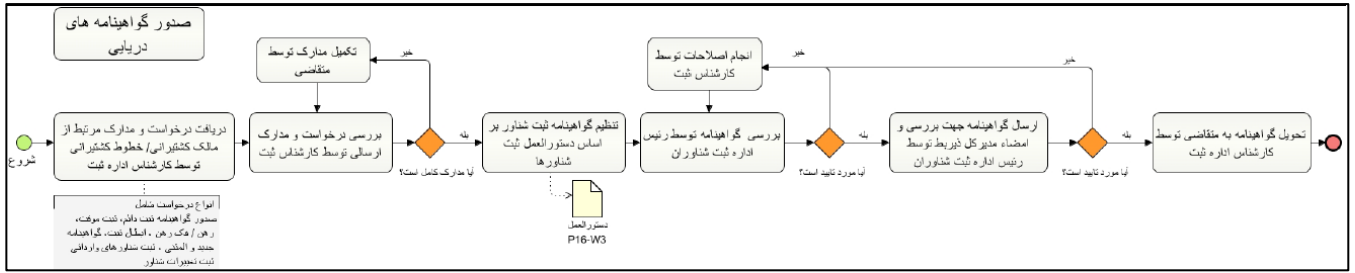 صدور گواهینامه های
دریایی
شروع
دریافت درخواست و مدارک مرتبط از
مالک کشتیرانی/ خطوط کشتیرانی
توسط کارشناس اداره ثبت
انواع درخواست شامل
صدور گواهینامه ثبت دائم، ثبت موقت،
رهن / فک رهن ، ابطال ثبت، گواهینامه
جدید و المثنی ، ثبت شناور های وارداتی
ثبت تغییرات شناور
تکمیل مدارک توسط
متقاضی
بررسی درخواست و مدارک
ارسالی توسط کارشناس ثبت
خیر
بله
آیا مدارک کامل است؟
تنظیم گواهینامه ثبت شناور بر
اساس دستورالعمل ثبت
شناورها
دستورالعمل
P16-W3
انجام اصلاحات توسط
کارشناس ثبت
بررسی گواهینامه توسط رئیس
اداره ثبت شناوران
خیر
بله
آیا مورد تایید است؟
ارسال گواهینامه جهت بررسی و
امضاء مدیر کل ذیربط توسط
رئیس اداره ثبت شناوران
خیر
بله
آیا مورد تایید است؟
تحویل گواهینامه به متقاضی توسط
کارشناس اداره ثبت